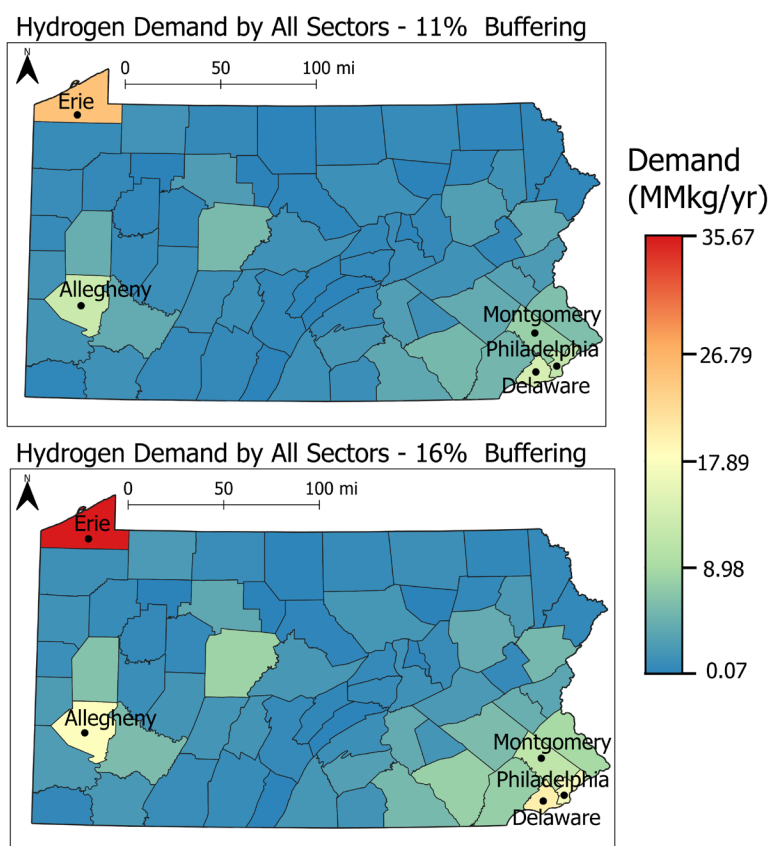 Hydrogen Demand by All Sectors - 11% Buffering
N
0 50 100 mi
Erie
Allegheny
Montgomery
Philadelphia
Delaware
Demand
(MMkg/yr)
35.67
26.79
17.89
8.98
0.07
Hydrogen Demand by All Sectors - 16% Buffering
N
0 50 100 mi
Erie
Allegheny
Montgomery
Philadelphia
Delaware